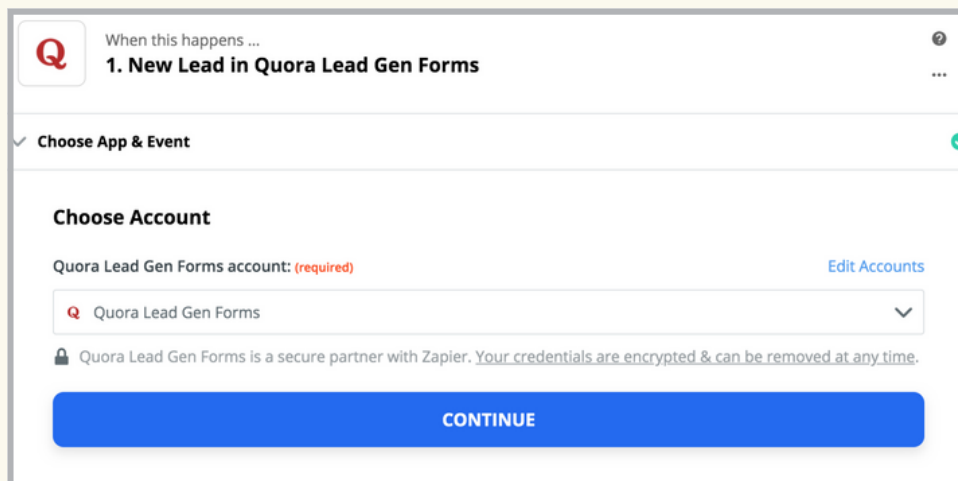 Q
When this happens ...
1. New Lead in Quora Lead Gen Forms
?
...
Choose App & Event
Choose Account
Quora Lead Gen Forms account: (required)
Edit Accounts
Q Quora Lead Gen Forms
Quora Lead Gen Forms is a secure partner with Zapier. Your credentials are encrypted & can be removed at any time.
CONTINUE